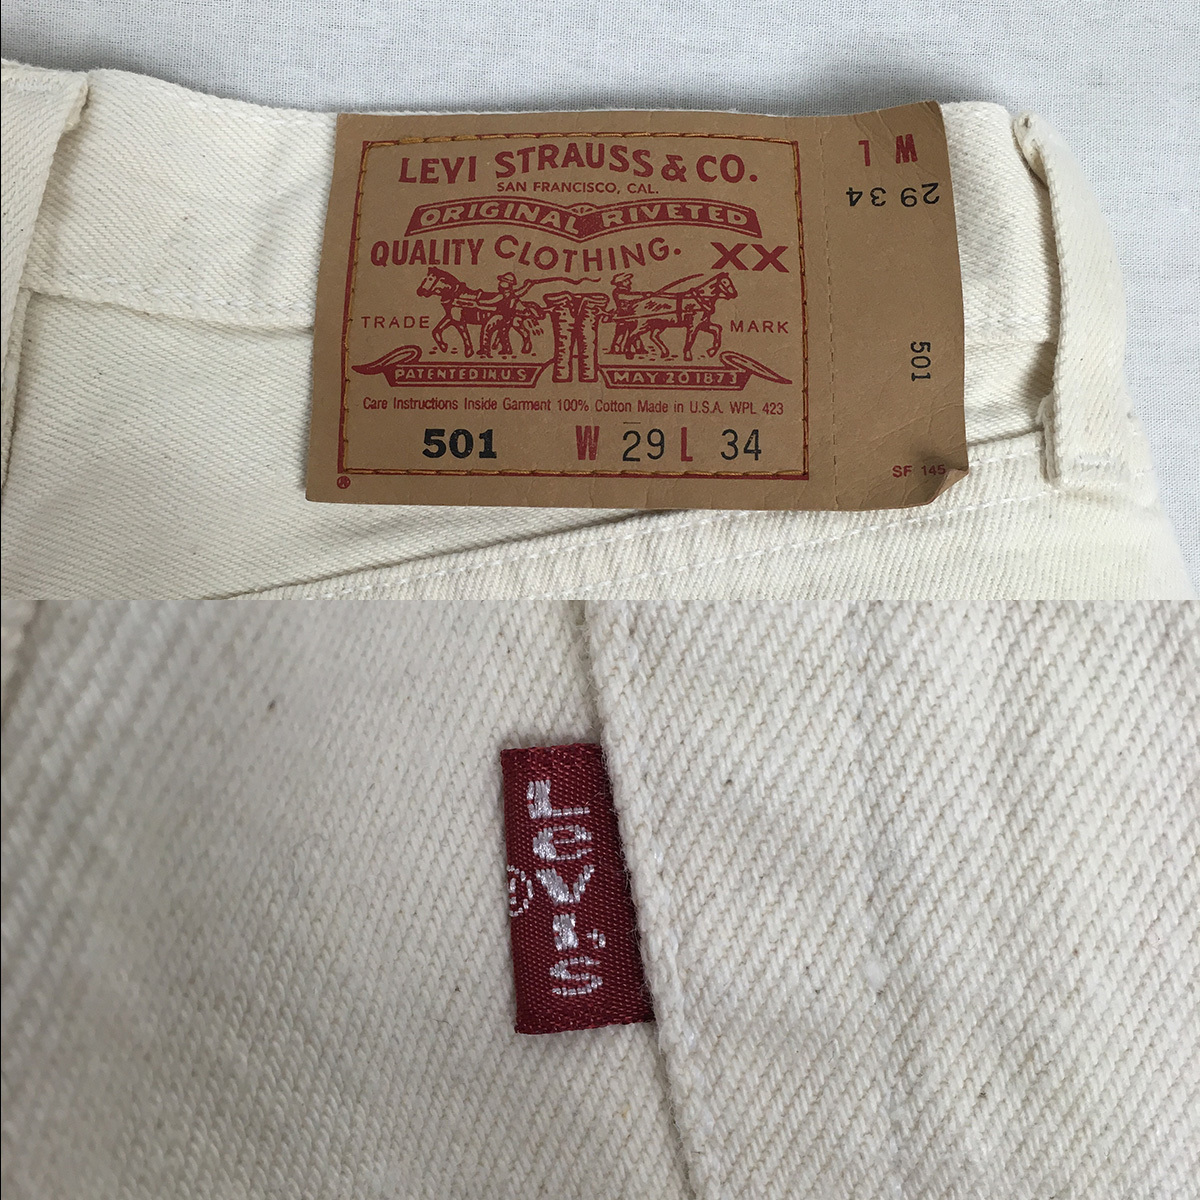 LEVI STRAUSS & CO.
SAN FRANCISCO, CAL.
ORIGINAL RIVETED
QUALITY CLOTHING. XX
TRADE MARK
PATENTED IN U.S. MAY 20 1873
Care Instructions Inside Garment 100% Cotton Made in U.S.A. WPL 423
501 W 29 L 34
W L
29 34
501
SF 145
Levi's
®